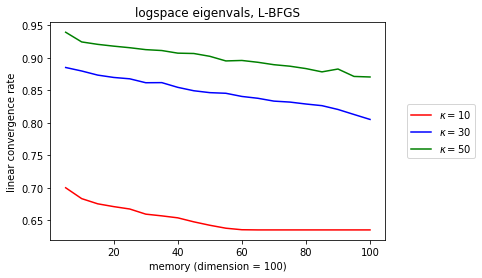 logspace eigenvals, L-BFGS
linear convergence rate
0.95
0.90
0.85
0.80
0.75
0.70
0.65
20
40
60
80
100
memory (dimension = 100)
κ = 10
κ = 30
κ = 50